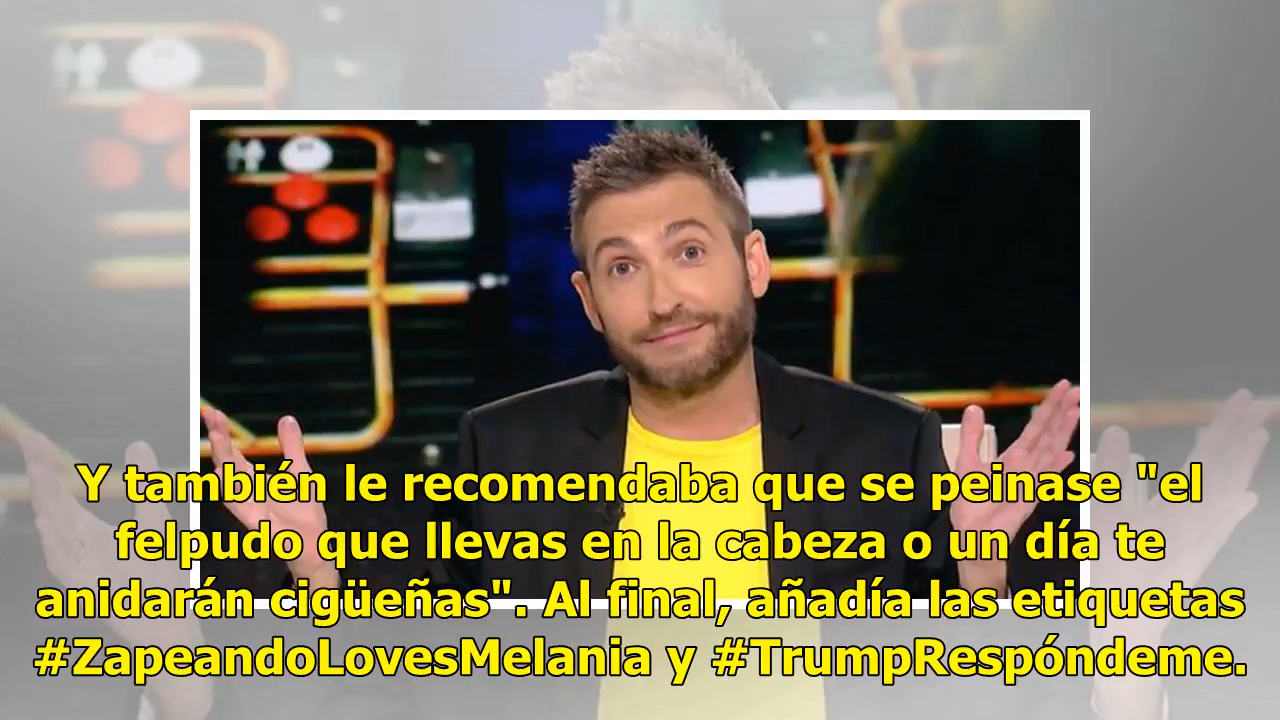 Y también le recomendaba que se peinase "el
felpudo que llevas en la cabeza o un día te
anidarán cigüeñas". Al final, añadía las etiquetas
#ZapeandoLovesMelania y #TrumpRespóndeme.